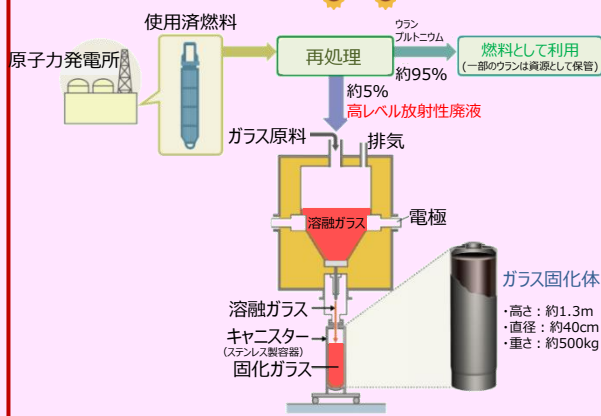 使用済燃料
原子力発電所
再処理
ウラン
プルトニウム
約95%
燃料として利用
(一部のウランは資源として保管)
約5%
高レベル放射性廃液
ガラス原料
排気
溶融ガラス
電極
溶融ガラス
キャニスター
(ステンレス製容器)
固化ガラス
ガラス固化体
・高さ：約1.3m
・直径：約40cm
・重さ：約500kg